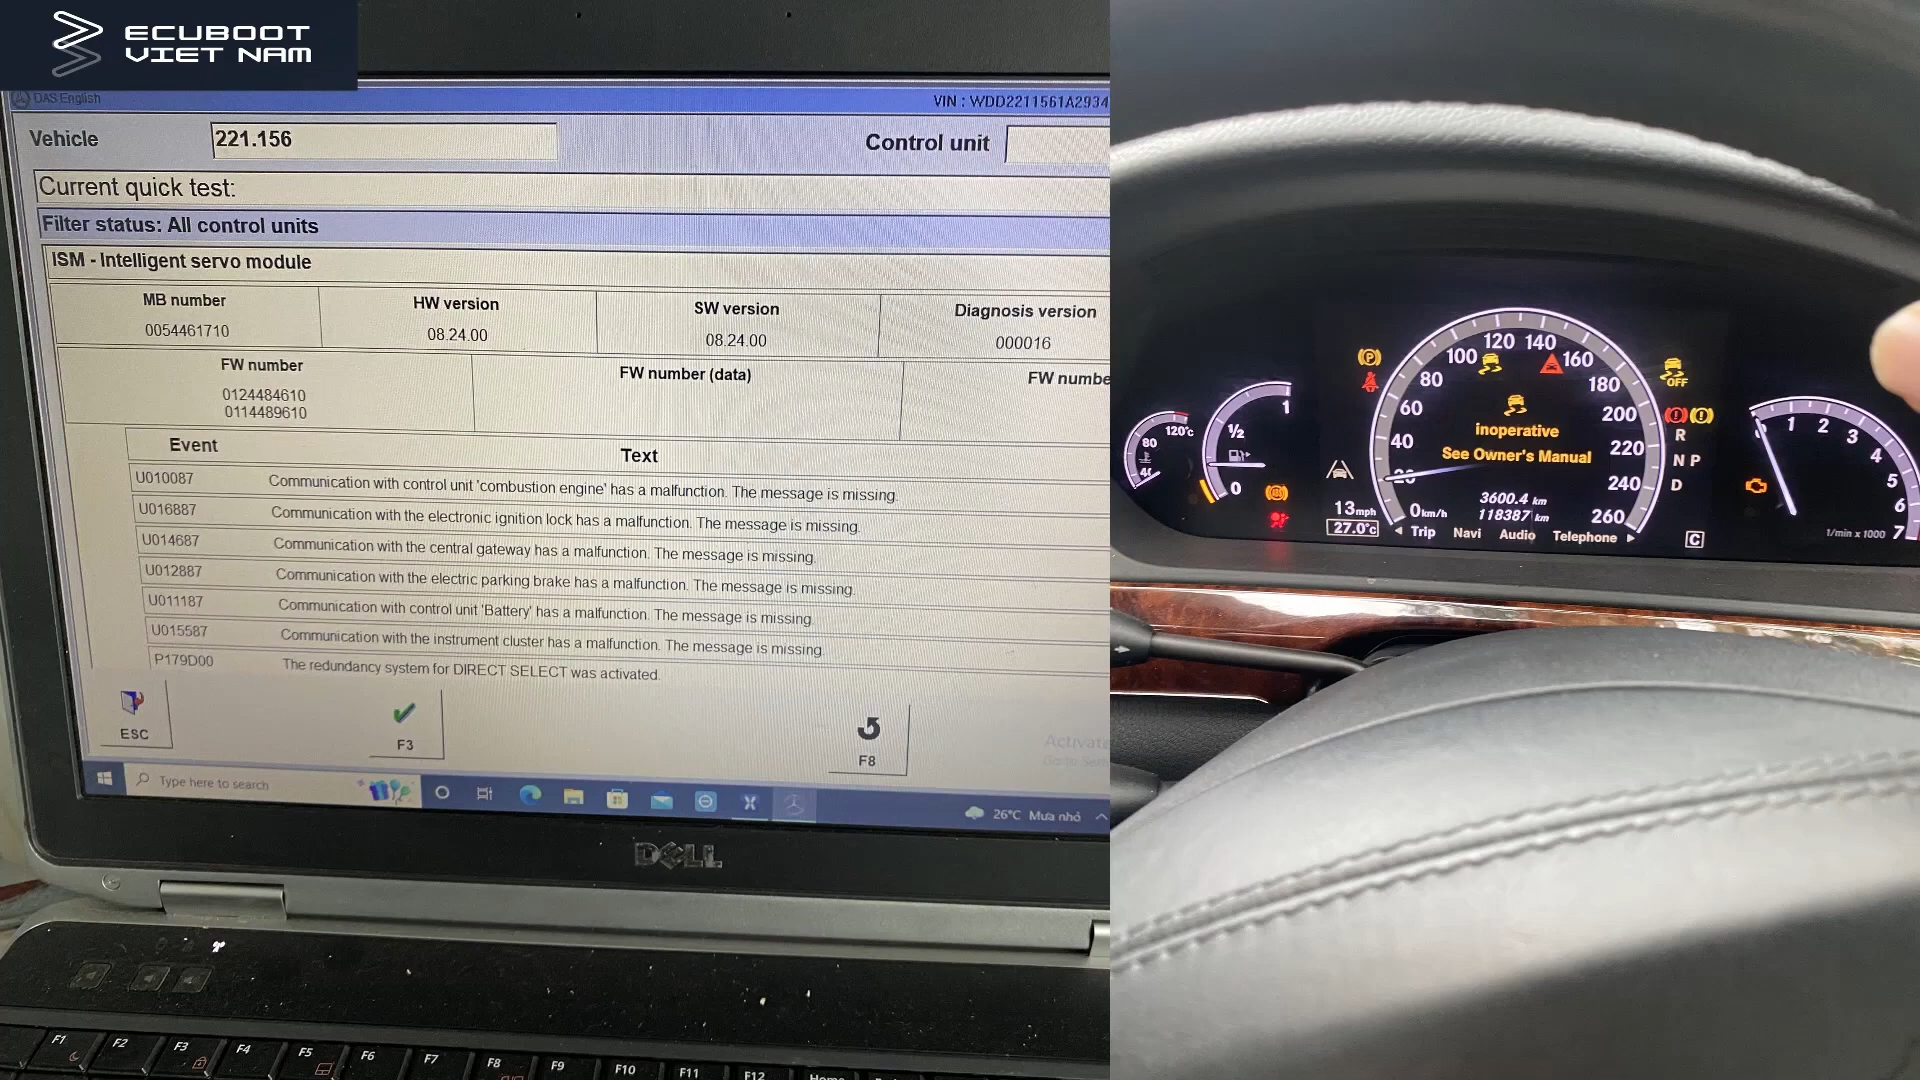 ECUBOOT
VIET NAM
DAS English
VIN : WDD2211561A2934
Vehicle
221.156
Control unit
Current quick test:
Filter status: All control units
ISM - Intelligent servo module
MB number
HW version
SW version
Diagnosis version
0054461710
08.24.00
08.24.00
000016
FW number
FW number (data)
FW numbe
0124484610
0114489610
Event
Text
U010087 Communication with control unit 'combustion engine' has a malfunction. The message is missing.
U016887 Communication with the electronic ignition lock has a malfunction. The message is missing.
U014687 Communication with the central gateway has a malfunction. The message is missing.
U012887 Communication with the electric parking brake has a malfunction. The message is missing.
U011187 Communication with control unit 'Battery' has a malfunction. The message is missing.
U015587 Communication with the instrument cluster has a malfunction. The message is missing.
P179D00 The redundancy system for DIRECT SELECT was activated.
ESC
F3
F8
Activate
Type here to search
26°C Mưa nhỏ
DELL
F1
F2
F3
F4
F5
F6
F7
F8
F9
F10
F11
F12
120°C
80
40
1
1/2
0
0km/h
20
40
60
80
100
120
140
160
180
200
220
240
260
OFF
inoperative
See Owner's Manual
3600.4 km
118387 km
13mph
27.0°C
Trip Navi Audio Telephone
R
N P
D
C
0
1
2
3
4
5
6
7
1/min x 1000